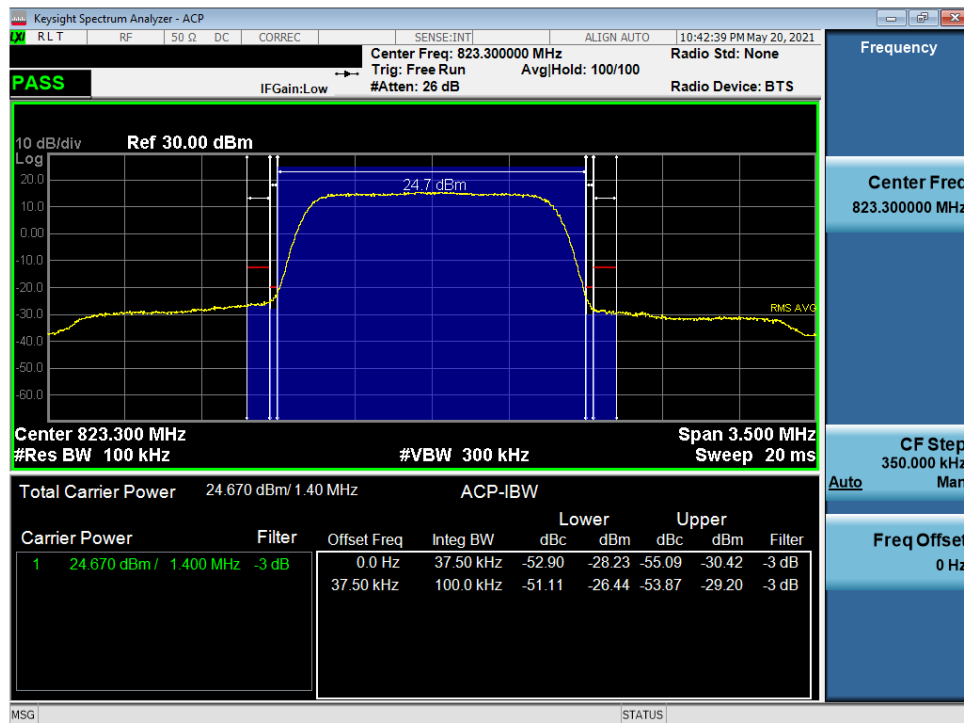 Keysight Spectrum Analyzer - ACP
LXI RLT RF 50 Ω DC CORREC SENSE:INT ALIGN AUTO 10:42:39 PM May 20, 2021
Center Freq: 823.300000 MHz Radio Std: None
Trig: Free Run Avg|Hold: 100/100
PASS IFGain:Low #Atten: 26 dB Radio Device: BTS
10 dB/div Ref 30.00 dBm
Log
24.7 dBm
20.0
10.0
0.00
-10.0
-20.0
-30.0
RMS AVG
-40.0
-50.0
-60.0
Center 823.300 MHz Span 3.500 MHz
#Res BW 100 kHz #VBW 300 kHz Sweep 20 ms
Total Carrier Power 24.670 dBm/ 1.40 MHz ACP-IBW
Lower Upper
Carrier Power Filter Offset Freq Integ BW dBc dBm dBc dBm Filter
1 24.670 dBm / 1.400 MHz -3 dB 0.0 Hz 37.50 kHz -52.90 -28.23 -55.09 -30.42 -3 dB
37.50 kHz 100.0 kHz -51.11 -26.44 -53.87 -29.20 -3 dB
MSG STATUS
Frequency
Center Freq
823.300000 MHz
CF Step
350.000 kHz
Auto Man
Freq Offset
0 Hz